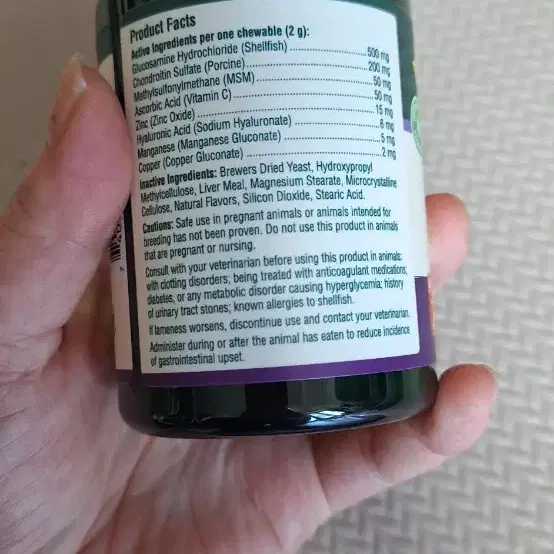 Product Facts
Active Ingredients per one chewable (2 g):
Glucosamine Hydrochloride (Shellfish) 500 mg
Chondroitin Sulfate (Porcine) 200 mg
Methylsulfonylmethane (MSM) 50 mg
Ascorbic Acid (Vitamin C) 50 mg
Zinc (Zinc Oxide) 15 mg
Hyaluronic Acid (Sodium Hyaluronate) 6 mg
Manganese (Manganese Gluconate) 5 mg
Copper (Copper Gluconate) 2 mg
Inactive Ingredients: Brewers Dried Yeast, Hydroxypropyl
Methylcellulose, Liver Meal, Magnesium Stearate, Microcrystalline
Cellulose, Natural Flavors, Silicon Dioxide, Stearic Acid.
Cautions: Safe use in pregnant animals or animals intended for
breeding has not been proven. Do not use this product in animals
that are pregnant or nursing.
Consult with your veterinarian before using this product in animals:
with clotting disorders; being treated with anticoagulant medications;
diabetes, or any metabolic disorder causing hyperglycemia; history
of urinary tract stones; known allergies to shellfish.
If lameness worsens, discontinue use and contact your veterinarian.
Administer during or after the animal has eaten to reduce incidence
of gastrointestinal upset.